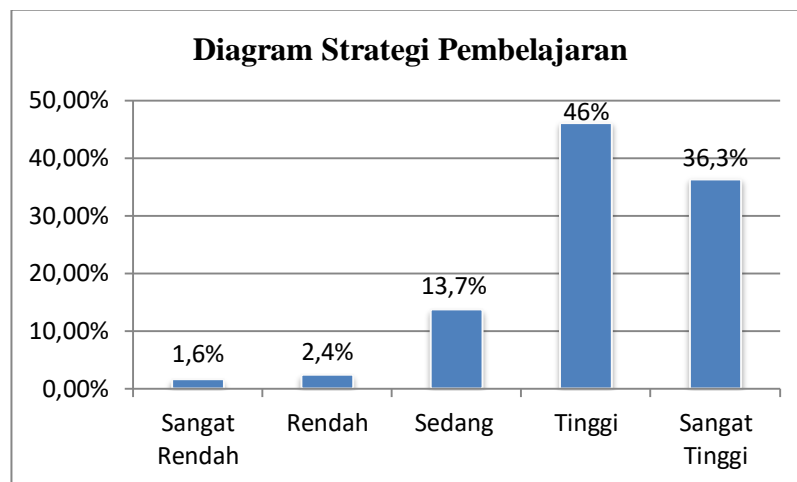 Diagram Strategi Pembelajaran
50,00%
40,00%
30,00%
20,00%
10,00%
0,00%
1,6%
2,4%
13,7%
46%
36,3%
Sangat Rendah
Rendah
Sedang
Tinggi
Sangat Tinggi